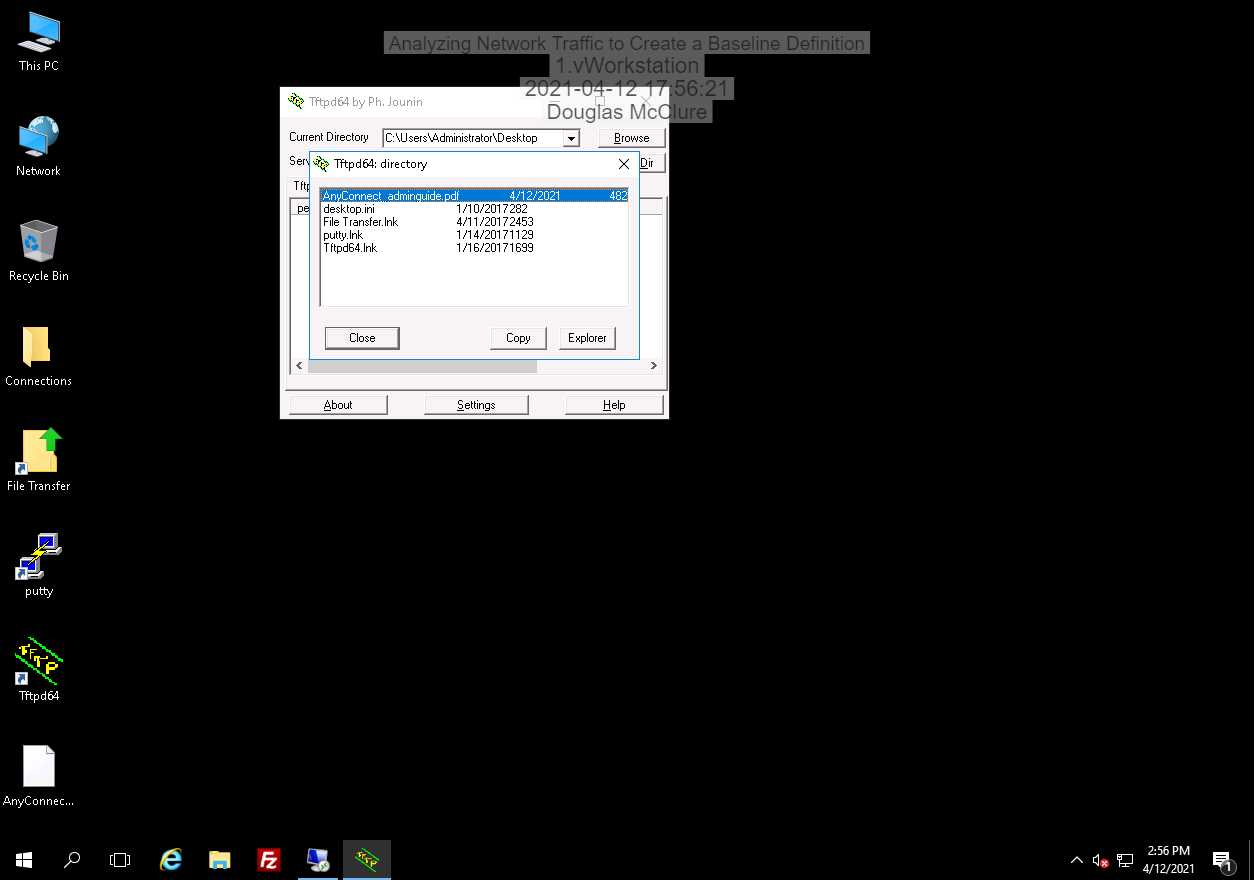 Analyzing Network Traffic to Create a Baseline Definition
1.vWorkstation
2021-04-12 17:56:21
Douglas McClure
This PC
Network
Recycle Bin
Connections
File Transfer
putty
Tftpd64
AnyConnec...
Tftpd64 by Ph. Jounin
Current Directory C:\Users\Administrator\Desktop Browse
Serv Dir
Tftp
pe
Tftpd64: directory
AnyConnect_adminguide.pdf 4/12/2021 482
desktop.ini 1/10/2017282
File Transfer.lnk 4/11/20172453
putty.lnk 1/14/20171129
Tftpd64.lnk 1/16/20171699
Close Copy Explorer
About Settings Help
2:56 PM
4/12/2021
1